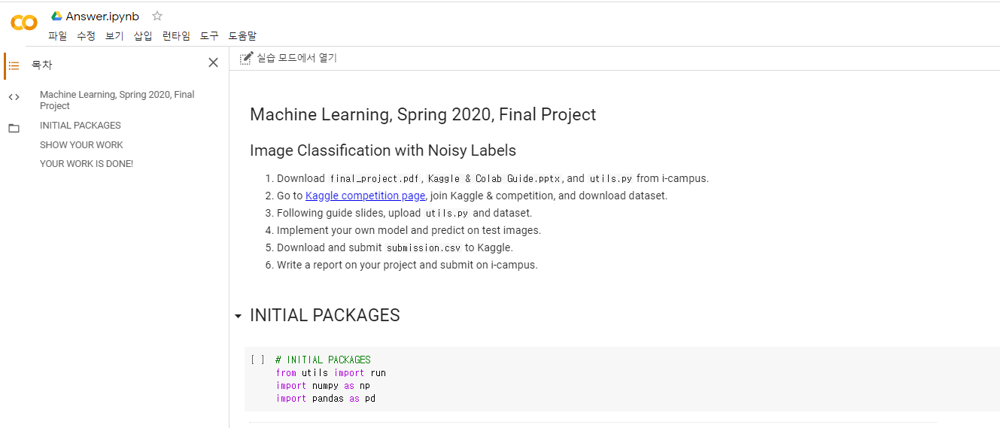 Answer.ipynb
파일 수정 보기 삽입 런타임 도구 도움말
목차
Machine Learning, Spring 2020, Final
Project
INITIAL PACKAGES
SHOW YOUR WORK
YOUR WORK IS DONE!
실습 모드에서 열기
Machine Learning, Spring 2020, Final Project
Image Classification with Noisy Labels
1. Download final_project.pdf, Kaggle & Colab Guide.pptx, and utils.py from i-campus.
2. Go to Kaggle competition page, join Kaggle & competition, and download dataset.
3. Following guide slides, upload utils.py and dataset.
4. Implement your own model and predict on test images.
5. Download and submit submission.csv to Kaggle.
6. Write a report on your project and submit on i-campus.
INITIAL PACKAGES
[ ] # INITIAL PACKAGES
from utils import run
import numpy as np
import pandas as pd